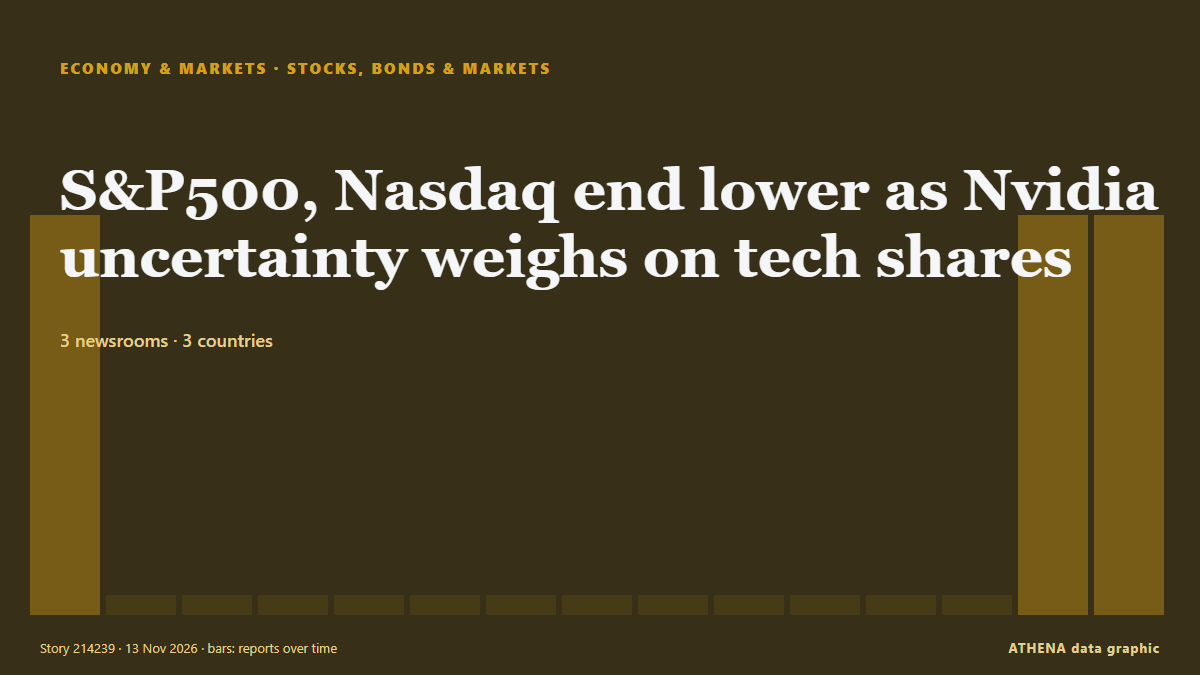 ECONOMY & MARKETS · STOCKS, BONDS & MARKETS
S&P500, Nasdaq end lower as Nvidia
uncertainty weighs on tech shares
3 newsrooms · 3 countries
Story 214239 · 13 Nov 2026 · bars: reports over time
ATHENA data graphic